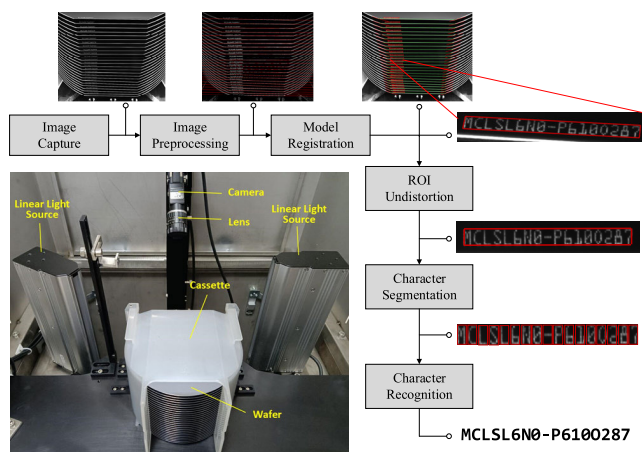 Image
Capture
Image
Preprocessing
Model
Registration
MCLSL6N0-P610O287
ROI
Undistortion
MCLSL6N0-P610O287
Character
Segmentation
MCLSL6N0-P610O287
Character
Recognition
MCLSL6N0-P610O287
Camera
Lens
Linear Light
Source
Linear Light
Source
Cassette
Wafer